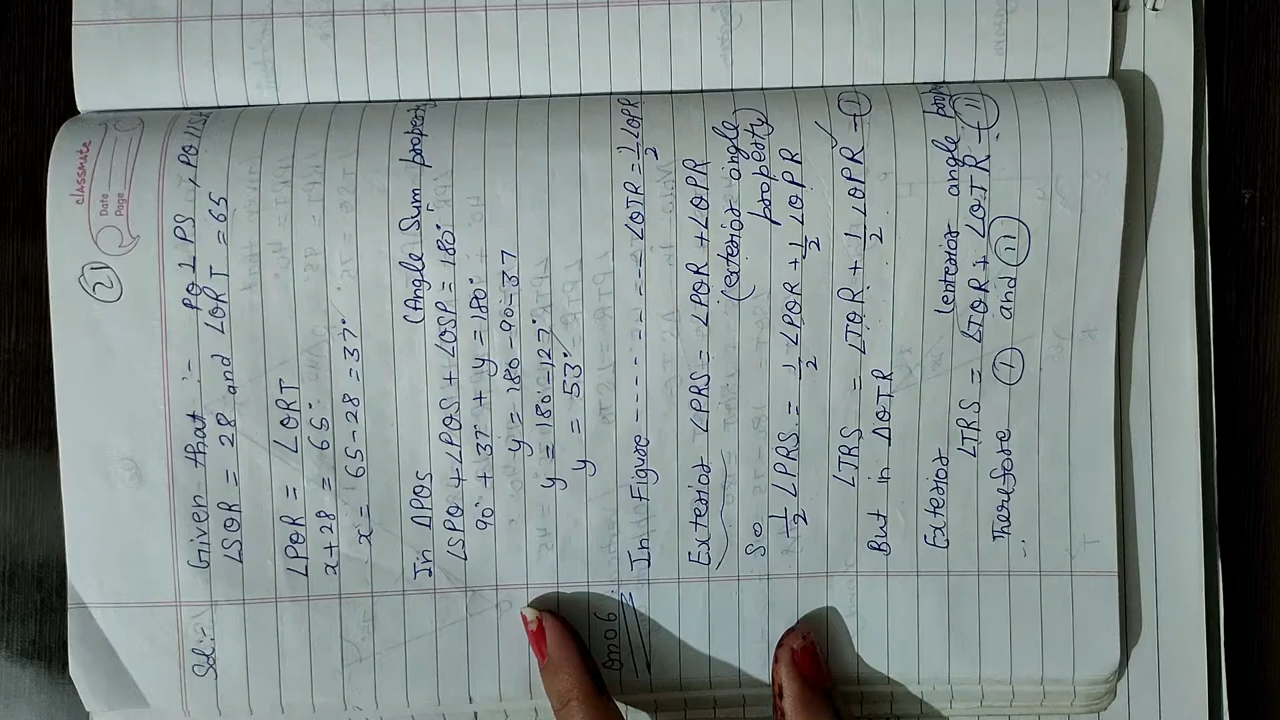 classmate
Date
Page
(21)
Sol:- Given that :- PQ ⊥ PS, PQ || SR
∠SQR = 28 and ∠QRT = 65
∠PQR = ∠QRT
x + 28 = 65°
x = 65 - 28 = 37°
In ΔPQS (Angle Sum property
∠SPQ + ∠PQS + ∠QSP = 180°
90° + 37° + y = 180°
y = 180 - 90 - 37
y = 180° - 127°
y = 53°
Qno6 In Figure ------- ∠QTR = 1/2 ∠QPR
Exterior ∠PRS = ∠PQR + ∠QPR
So (exterior angle property)
1/2 ∠PRS = 1/2 ∠PQR + 1/2 ∠QPR
∠TRS = ∠TQR + 1/2 ∠QPR - (I)
But in ΔQTR
Exterior (exterior angle prope
∠TRS = ∠TQR + ∠QTR - (II)
∴ Therefore (I) and (II)